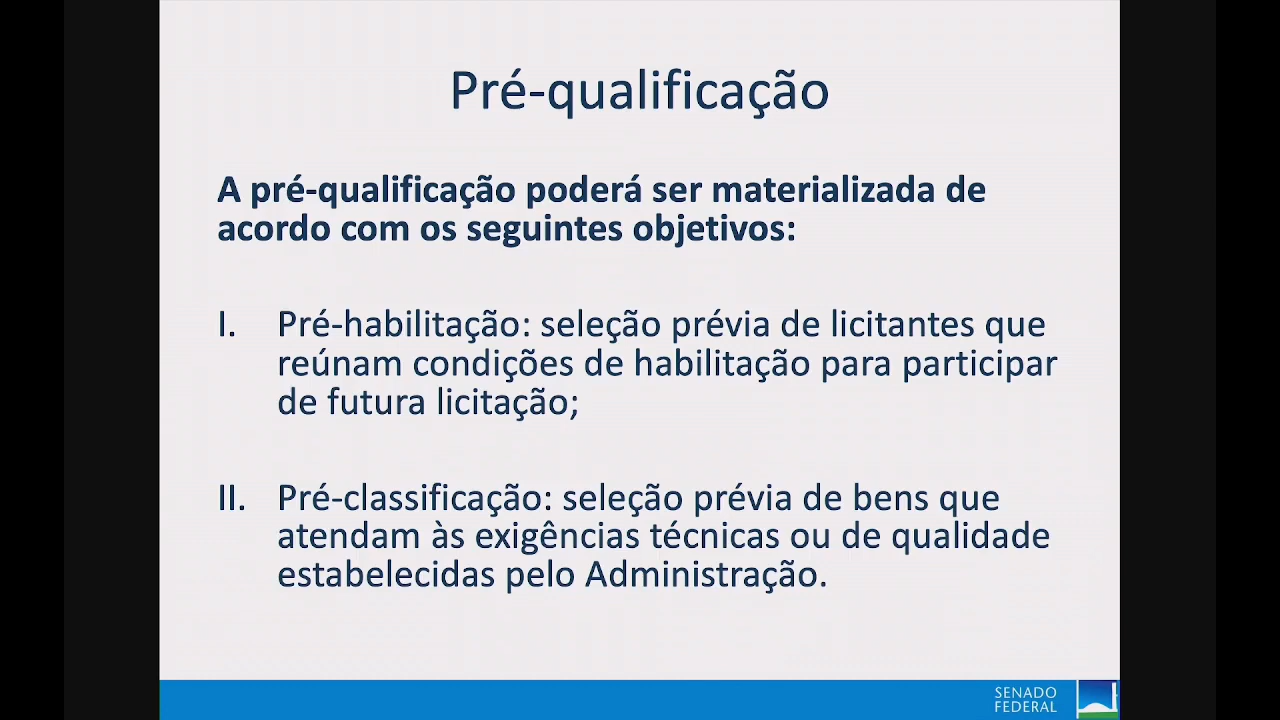 Pré-qualificação
A pré-qualificação poderá ser materializada de
acordo com os seguintes objetivos:
I. Pré-habilitação: seleção prévia de licitantes que
reúnam condições de habilitação para participar
de futura licitação;
II. Pré-classificação: seleção prévia de bens que
atendam às exigências técnicas ou de qualidade
estabelecidas pelo Administração.
SENADO
FEDERAL